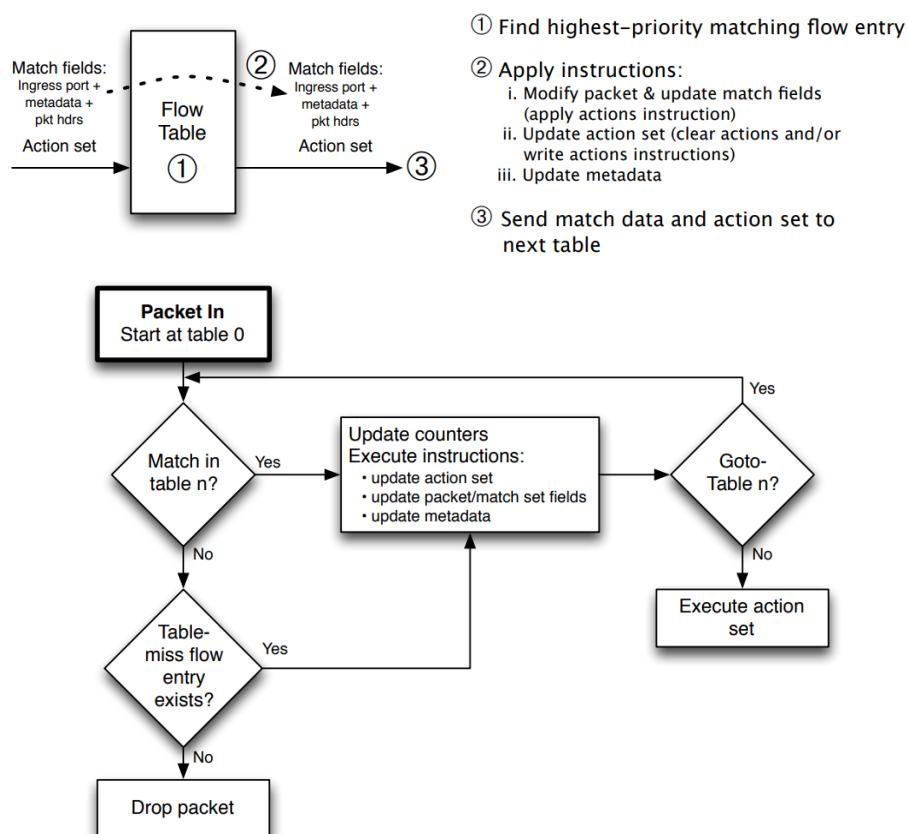 Match fields:
Ingress port +
metadata +
pkt hdrs
Action set
Flow
Table
①
②
Match fields:
Ingress port +
metadata +
pkt hdrs
Action set
③
① Find highest-priority matching flow entry
② Apply instructions:
i. Modify packet & update match fields
(apply actions instruction)
ii. Update action set (clear actions and/or
write actions instructions)
iii. Update metadata
③ Send match data and action set to
next table
Packet In
Start at table 0
Match in
table n?
Yes
No
Update counters
Execute instructions:
• update action set
• update packet/match set fields
• update metadata
Goto-
Table n?
Yes
No
Execute action
set
Table-
miss flow
entry
exists?
Yes
No
Drop packet